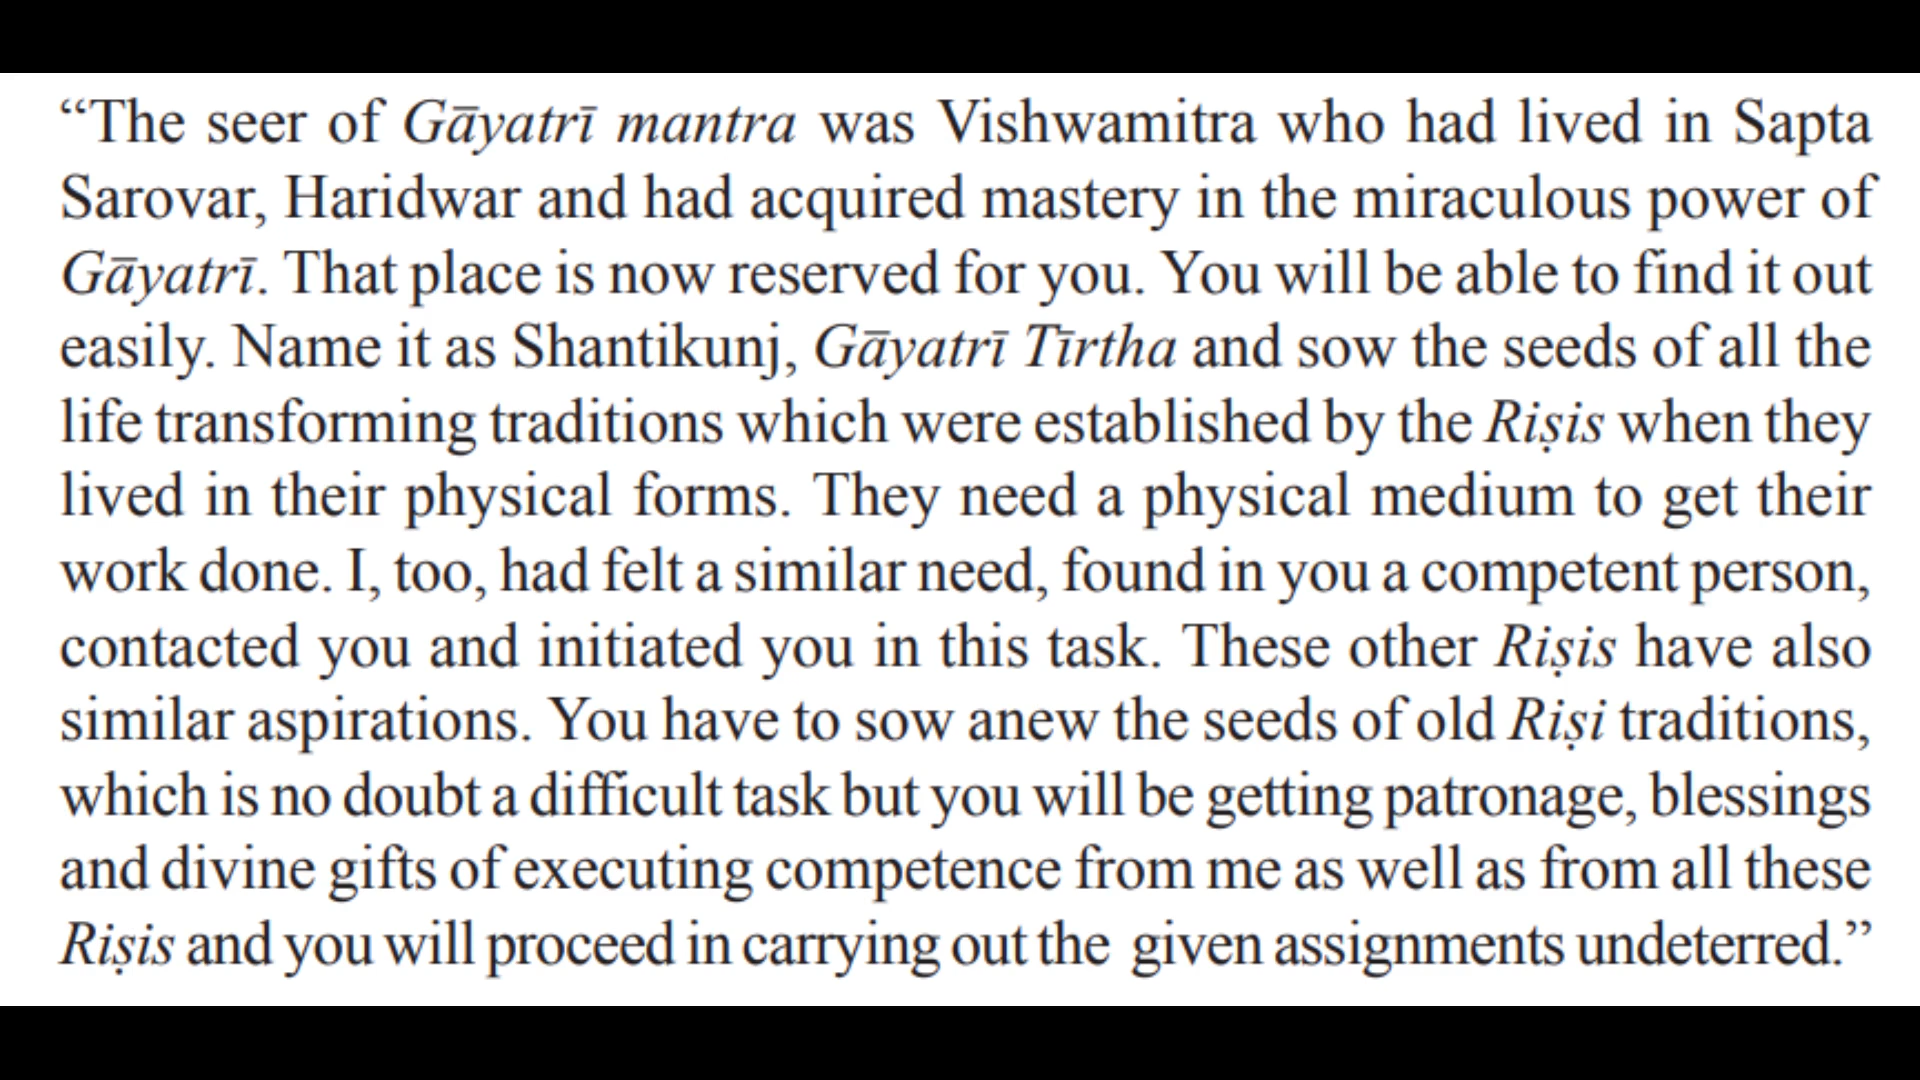 “The seer of Gāyatrī mantra was Vishwamitra who had lived in Sapta
Sarovar, Haridwar and had acquired mastery in the miraculous power of
Gāyatrī. That place is now reserved for you. You will be able to find it out
easily. Name it as Shantikunj, Gāyatrī Tīrtha and sow the seeds of all the
life transforming traditions which were established by the Riṣis when they
lived in their physical forms. They need a physical medium to get their
work done. I, too, had felt a similar need, found in you a competent person,
contacted you and initiated you in this task. These other Riṣis have also
similar aspirations. You have to sow anew the seeds of old Riṣi traditions,
which is no doubt a difficult task but you will be getting patronage, blessings
and divine gifts of executing competence from me as well as from all these
Riṣis and you will proceed in carrying out the given assignments undeterred.”